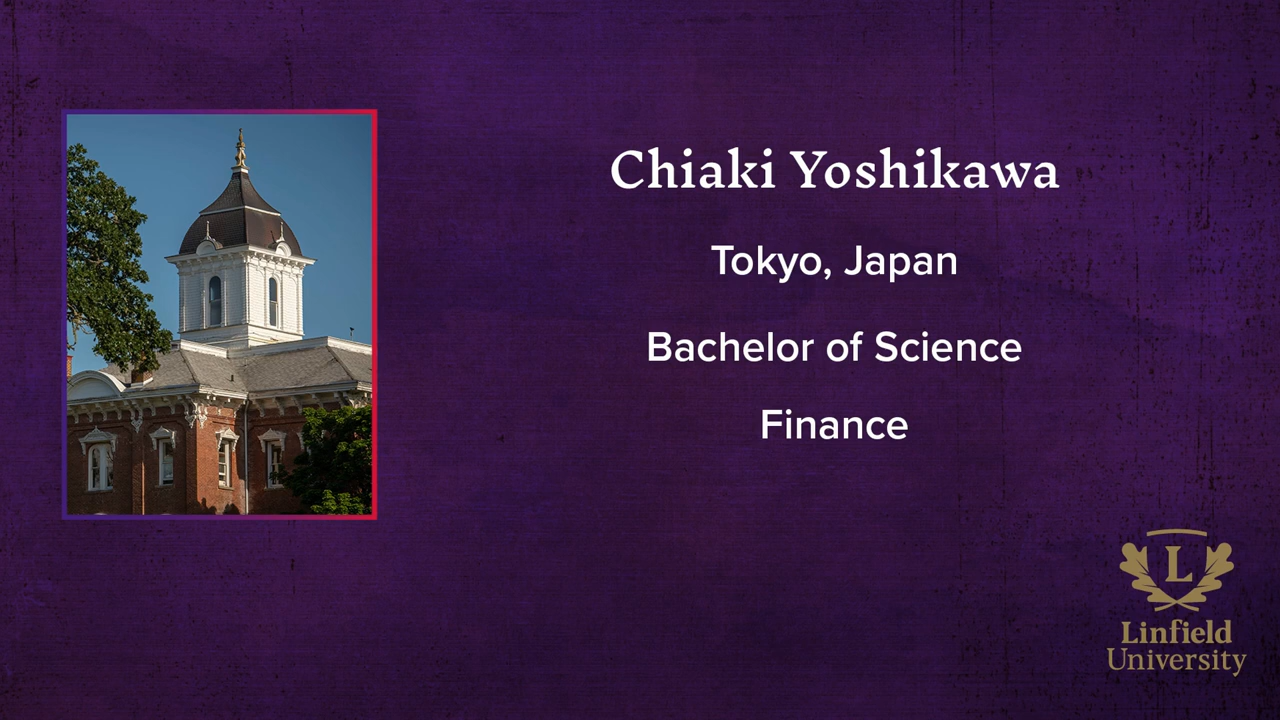 Chiaki Yoshikawa
Tokyo, Japan
Bachelor of Science
Finance
L
Linfield
University